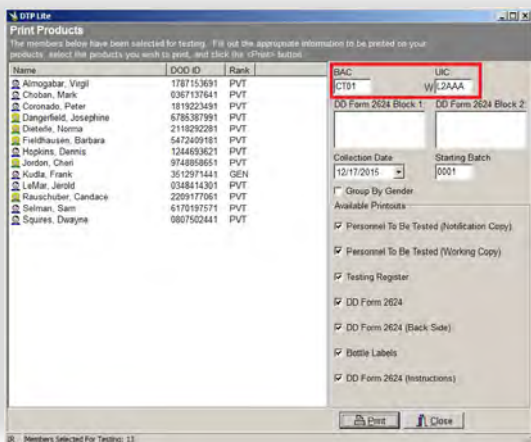 DTP Lite
Print Products
The members below have been selected for testing. Fill out the appropriate information to be printed on your
products, select the products you wish to print, and click the <Print> button.
Name DOD ID Rank
Almogabar, Virgil 1787153691 PVT
Choban, Mark 0367137641 PVT
Coronado, Peter 1819223491 PVT
Dangerfield, Josephine 6785387991 PVT
Dieterle, Norma 2118292281 PVT
Fieldhausen, Barbara 5472409181 PVT
Hopkins, Dennis 1244693621 PVT
Jordon, Cheri 9748858651 PVT
Kudla, Frank 3512971441 GEN
LeMar, Jerold 0348414301 PVT
Rauschuber, Candace 2209177061 PVT
Selman, Sam 6170197571 PVT
Squires, Dwayne 0807502441 PVT
BAC UIC
CT01 W L2AAA
DD Form 2624 Block 1 DD Form 2624 Block 2
Collection Date Starting Batch
12/17/2015 0001
Group By Gender
Available Printouts
Personnel To Be Tested (Notification Copy)
Personnel To Be Tested (Working Copy)
Testing Register
DD Form 2624
DD Form 2624 (Back Side)
Bottle Labels
DD Form 2624 (Instructions)
Print Close
Members Selected For Testing: 13